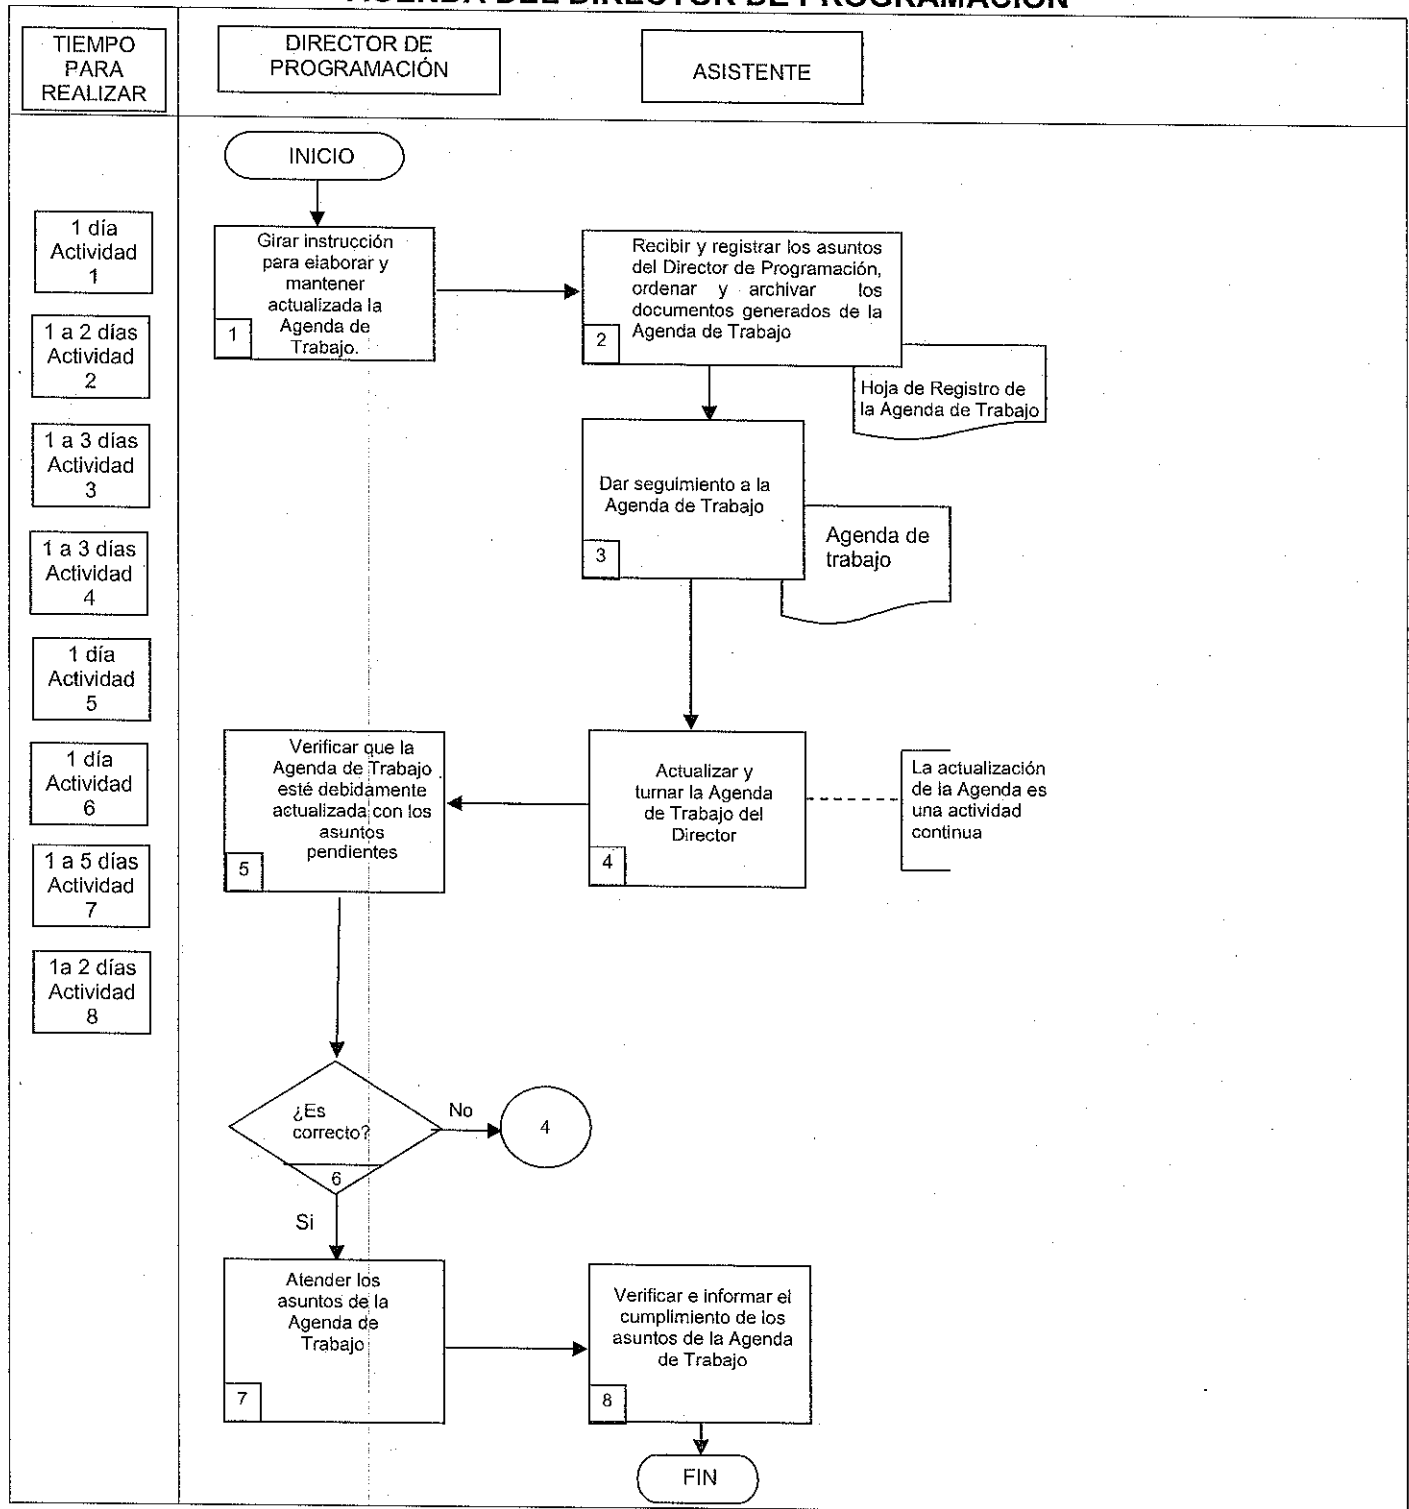 AGENDA DEL DIRECTOR DE PROGRAMACIÓN
TIEMPO
PARA
REALIZAR
DIRECTOR DE
PROGRAMACIÓN
ASISTENTE
INICIO
1 día
Actividad
1
1 a 2 días
Actividad
2
1 a 3 días
Actividad
3
1 a 3 días
Actividad
4
1 día
Actividad
5
1 día
Actividad
6
1 a 5 días
Actividad
7
1a 2 días
Actividad
8
Girar instrucción
para elaborar y
mantener
actualizada la
Agenda de
Trabajo.
1
Recibir y registrar los asuntos
del Director de Programación,
ordenar y archivar los
documentos generados de la
Agenda de Trabajo
2
Hoja de Registro de
la Agenda de Trabajo
Dar seguimiento a la
Agenda de Trabajo
3
Agenda de
trabajo
Verificar que la
Agenda de Trabajo
esté debidamente
actualizada con los
asuntos
pendientes
5
Actualizar y
turnar la Agenda
de Trabajo del
Director
4
La actualización
de la Agenda es
una actividad
continua
¿Es
correcto?
6
No
4
Si
Atender los
asuntos de la
Agenda de
Trabajo
7
Verificar e informar el
cumplimiento de los
asuntos de la Agenda
de Trabajo
8
FIN